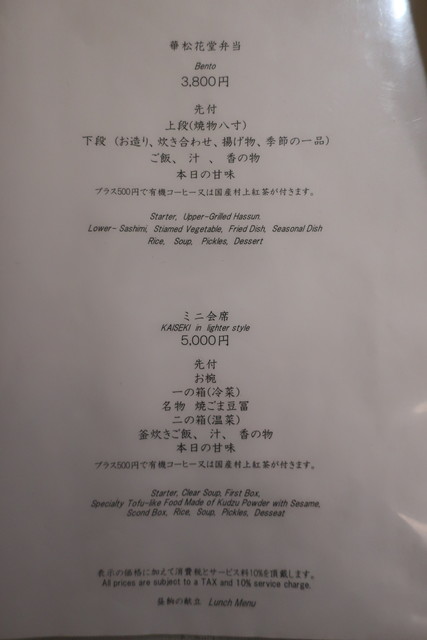 華松花堂弁当
Bento
3,800円
先付
上段(焼物八寸)
下段 (お造り、炊き合わせ、揚げ物、季節の一品)
ご飯、 汁 、 香の物
本日の甘味
プラス500円で有機コーヒー又は国産村上紅茶が付きます。
Starter, Upper-Grilled Hassun.
Lower- Sashimi, Stiamed Vegetable, Fried Dish, Seasonal Dish
Rice, Soup, Pickles, Dessert
ミニ会席
KAISEKI in lighter style
5,000円
先付
お椀
一の箱(冷菜)
名物 焼ごま豆冨
二の箱(温菜)
釜炊きご飯、 汁、 香の物
本日の甘味
プラス500円で有機コーヒー又は国産村上紅茶が付きます。
Starter, Clear Soup, First Box,
Specialty Tofu-like Food Made of Kudzu Powder with Sesame,
Scond Box, Rice, Soup, Pickles, Desseat
表示の価格に加えて消費税とサービス料10%を頂戴します。
All prices are subject to a TAX and 10% service charge.
の献立 Lunch Menu